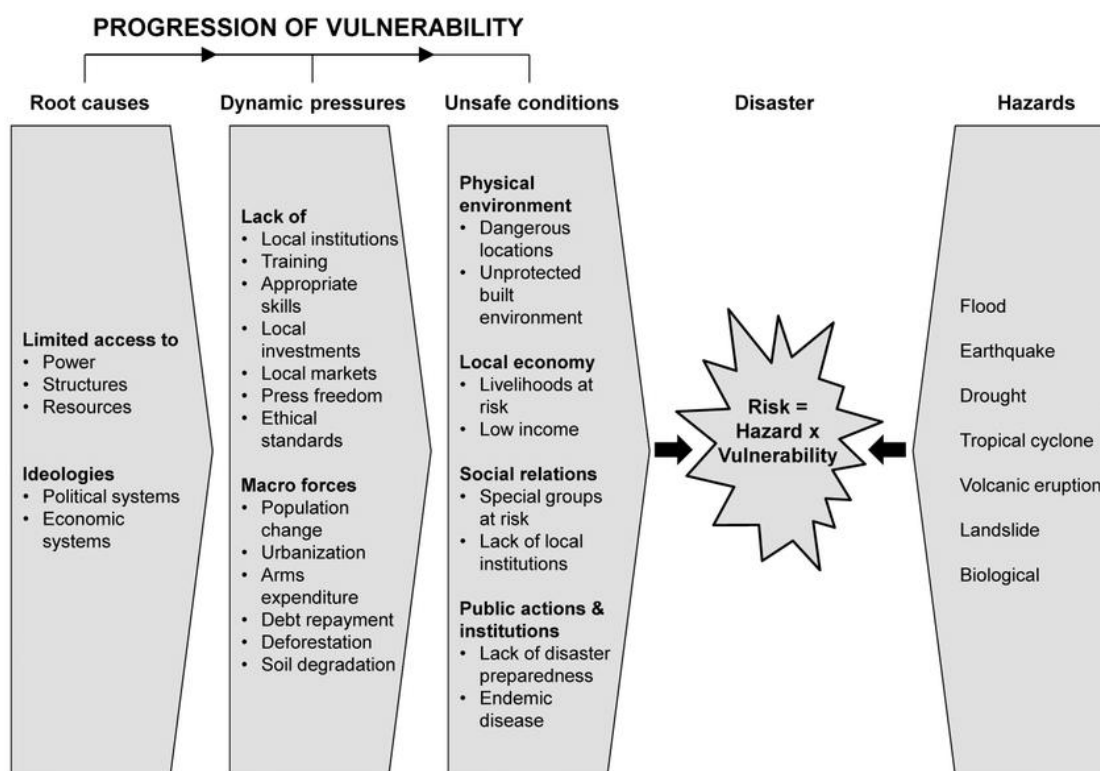 PROGRESSION OF VULNERABILITY
Root causes
Dynamic pressures
Unsafe conditions
Disaster
Hazards
Limited access to
• Power
• Structures
• Resources
Ideologies
• Political systems
• Economic
systems
Lack of
• Local institutions
• Training
• Appropriate
skills
• Local
investments
• Local markets
• Press freedom
• Ethical
standards
Macro forces
• Population
change
• Urbanization
• Arms
expenditure
• Debt repayment
• Deforestation
• Soil degradation
Physical
environment
• Dangerous
locations
• Unprotected
built
environment
Local economy
• Livelihoods at
risk
• Low income
Social relations
• Special groups
at risk
• Lack of local
institutions
Public actions &
institutions
• Lack of disaster
preparedness
• Endemic
disease
Risk =
Hazard x
Vulnerability
Flood
Earthquake
Drought
Tropical cyclone
Volcanic eruption
Landslide
Biological